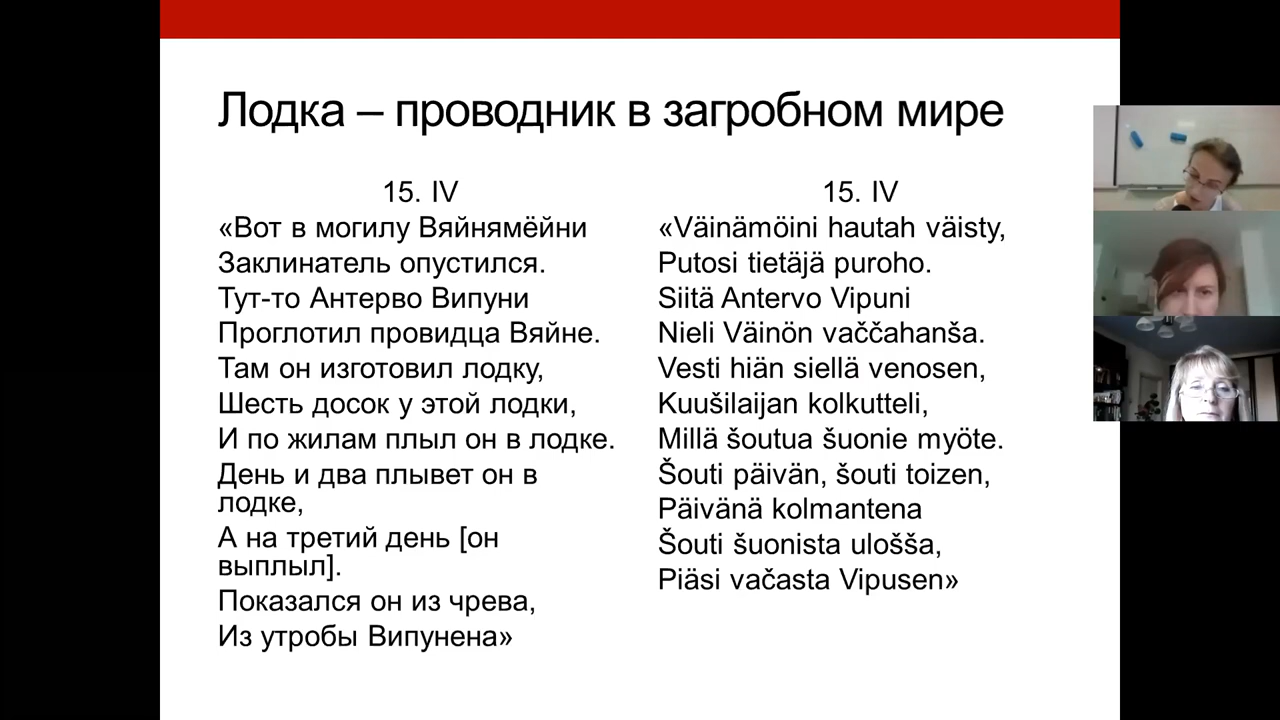 Лодка – проводник в загробном мире
15. IV
«Вот в могилу Вяйнямёйни
Заклинатель опустился.
Тут-то Антерво Випуни
Проглотил провидца Вяйне.
Там он изготовил лодку,
Шесть досок у этой лодки,
И по жилам плыл он в лодке.
День и два плывет он в
лодке,
А на третий день [он
выплыл].
Показался он из чрева,
Из утробы Випунена»
15. IV
«Väinämöini hautah väisty,
Putosi tietäjä puroho.
Siitä Antervo Vipuni
Nieli Väinön vaččahanša.
Vesti hiän siellä venosen,
Kuušilaijan kolkutteli,
Millä šoutua šuonie myöte.
Šouti päivän, šouti toizen,
Päivänä kolmantena
Šouti šuonista ulošša,
Piäsi vačasta Vipusen»